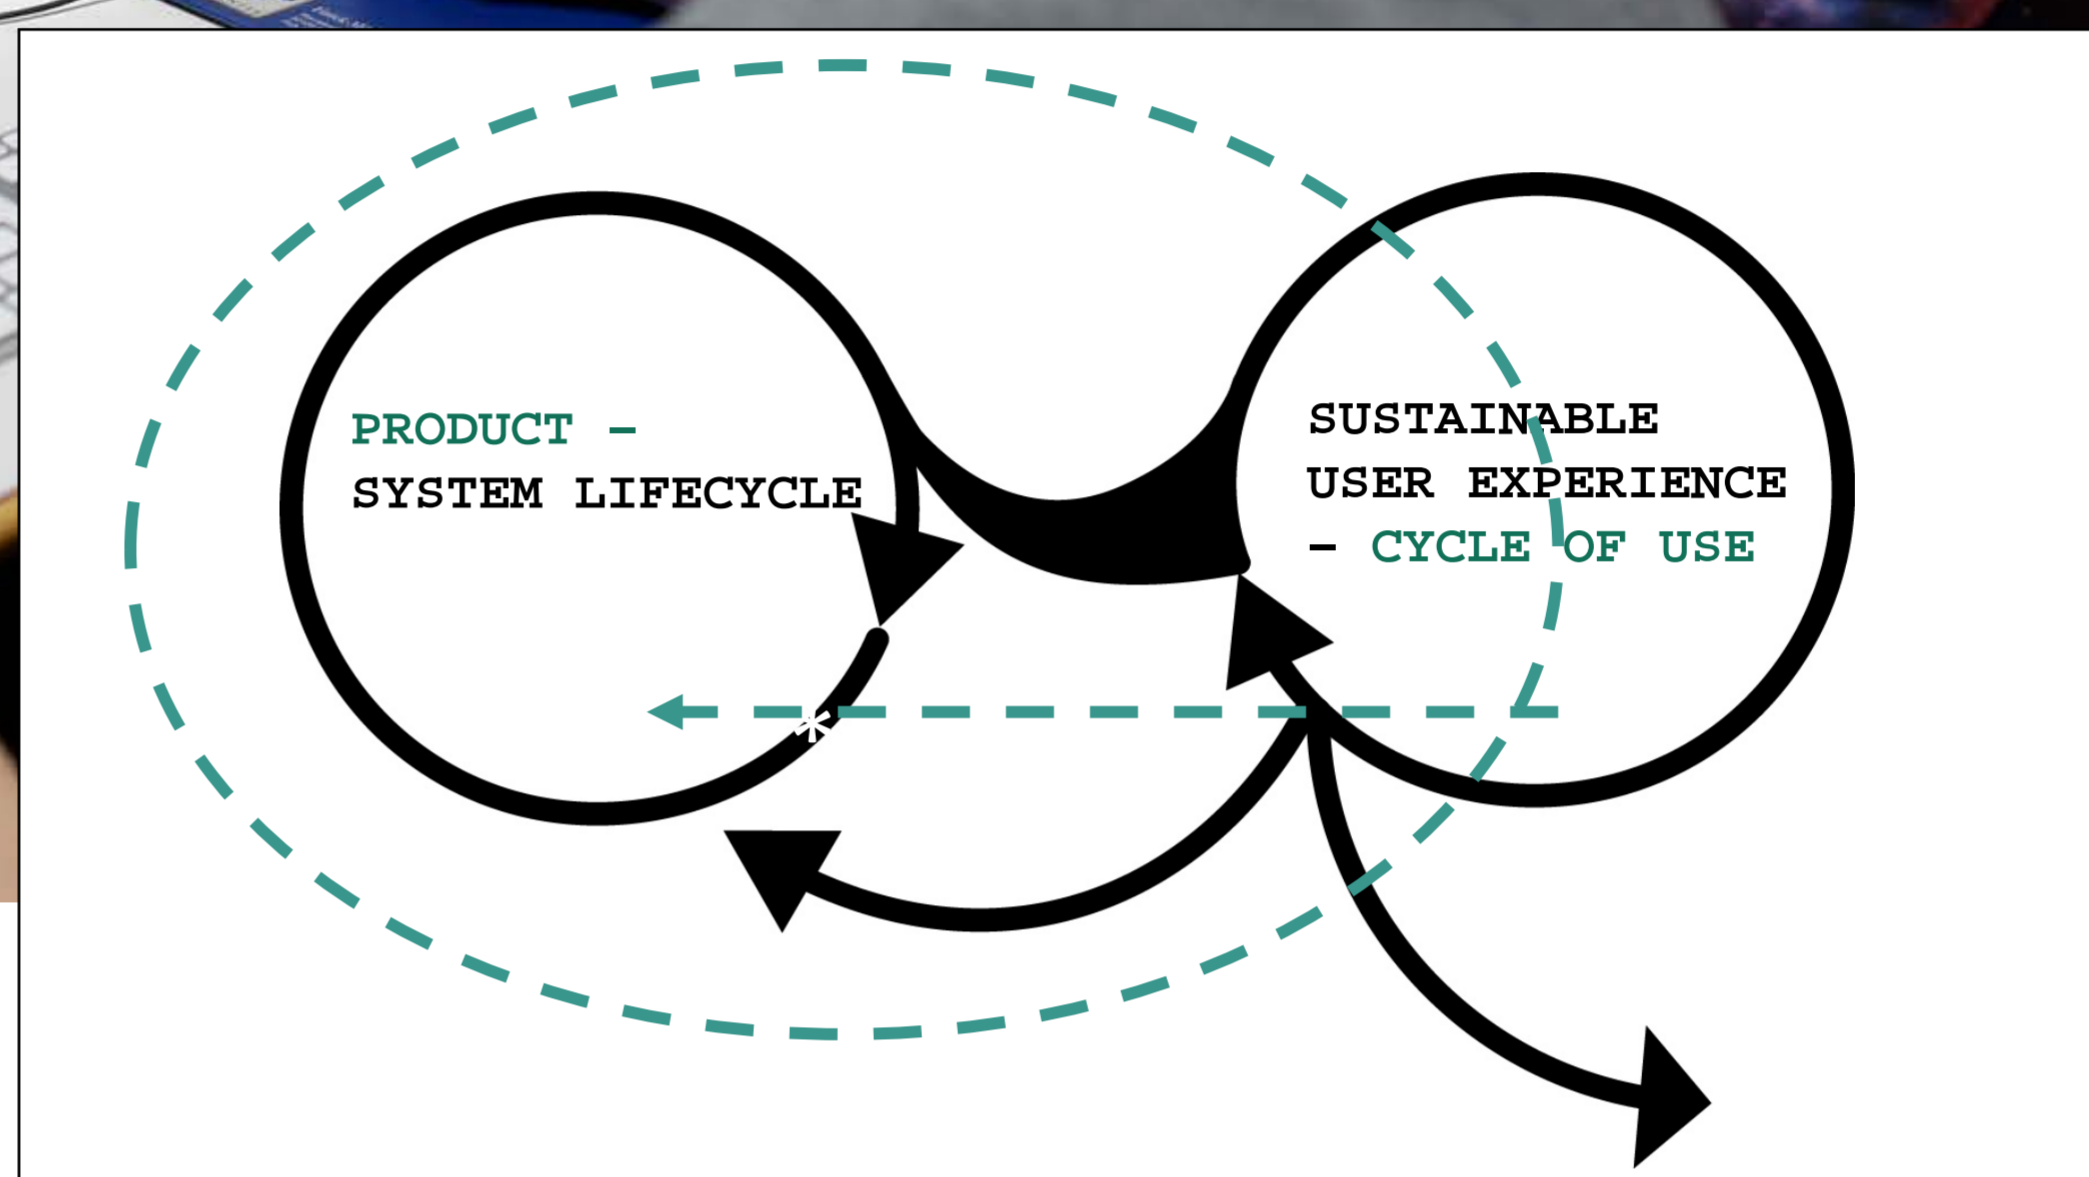 PRODUCT –
SYSTEM LIFECYCLE
SUSTAINABLE
USER EXPERIENCE
– CYCLE OF USE
*